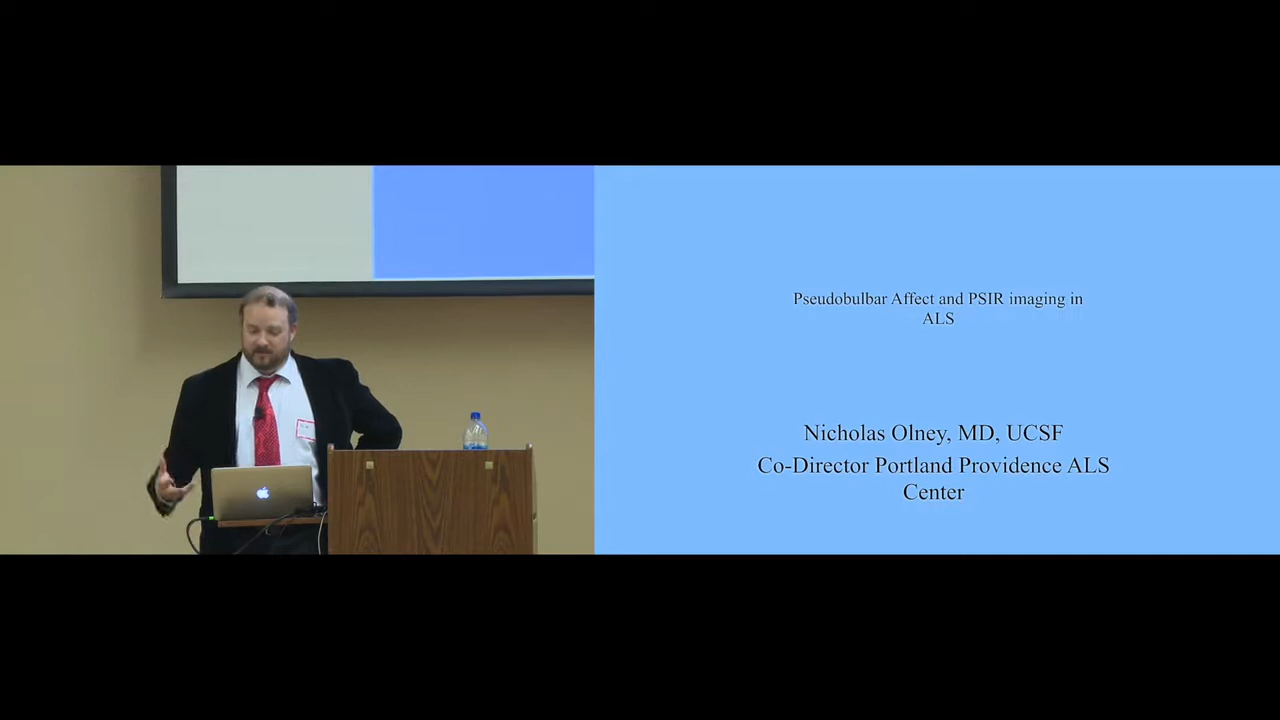 Pseudobulbar Affect and PSIR imaging in
ALS
Nicholas Olney, MD, UCSF
Co-Director Portland Providence ALS
Center